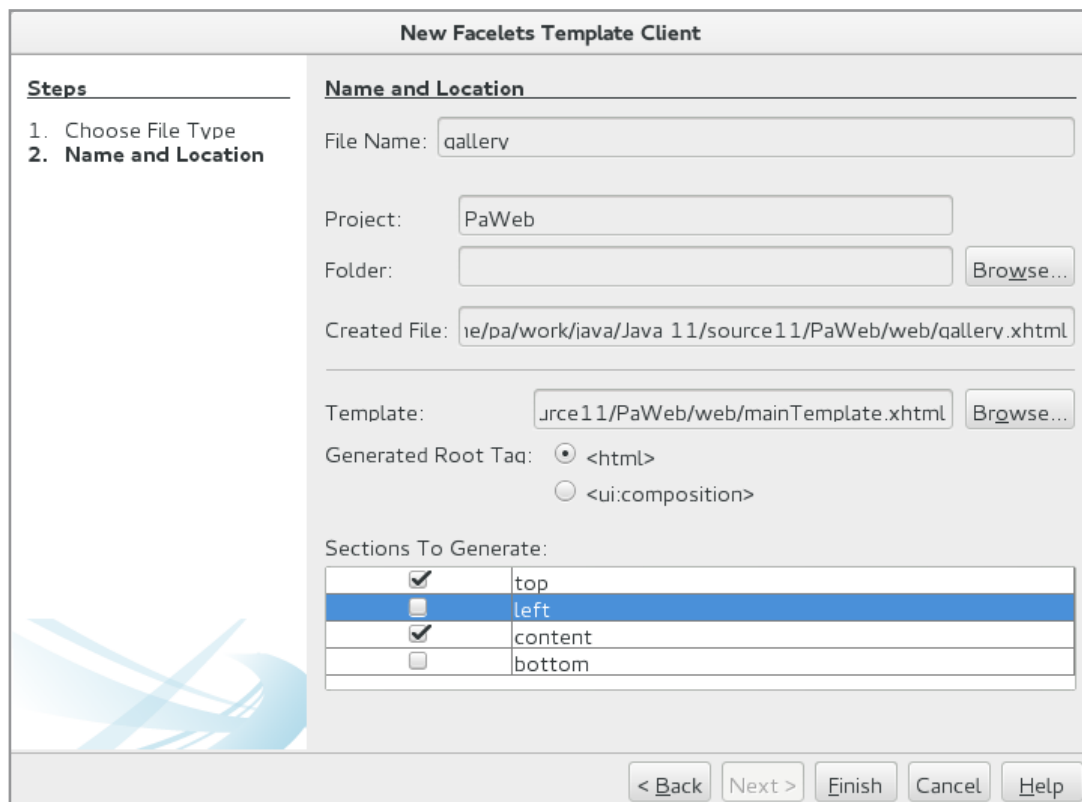 New Facelets Template Client
Steps
1. Choose File Type
2. Name and Location
Name and Location
File Name: gallery
Project: PaWeb
Folder: Browse...
Created File: ne/pa/work/java/Java 11/source11/PaWeb/web/gallery.xhtml
Template: urce11/PaWeb/web/mainTemplate.xhtml Browse...
Generated Root Tag: <html>
<ui:composition>
Sections To Generate:
top
left
content
bottom
< Back Next > Finish Cancel Help